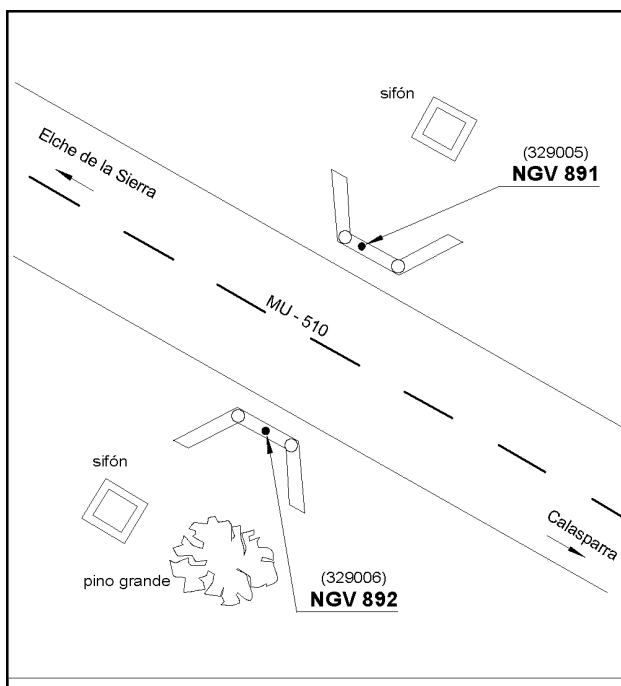 sifón
Elche de la Sierra
(329005)
NGV 891
MU - 510
sifón
Calasparra
pino grande
(329006)
NGV 892